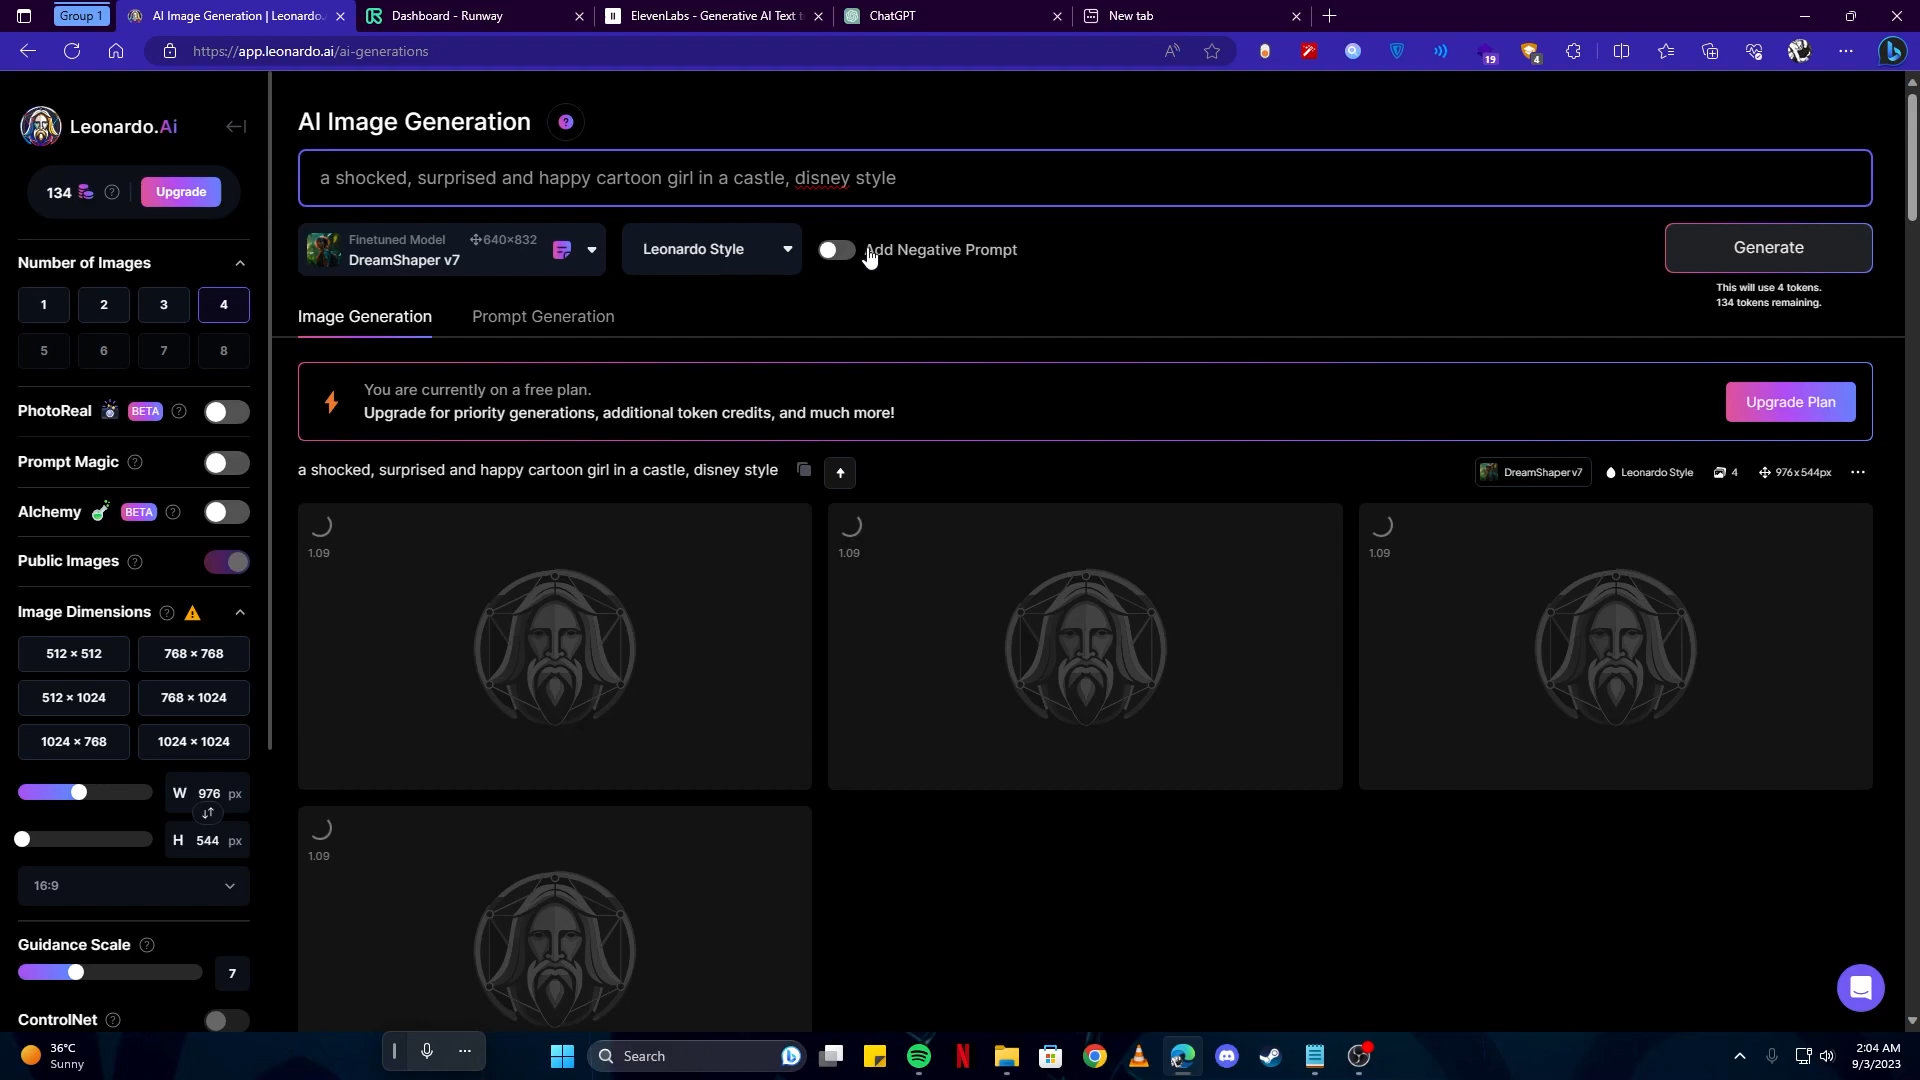 Group 1
AI Image Generation | Leonardo.
Dashboard - Runway
ElevenLabs - Generative AI Text t
ChatGPT
New tab
https://app.leonardo.ai/ai-generations
19
4
Leonardo.Ai
134
Upgrade
Number of Images
1
2
3
4
5
6
7
8
PhotoReal
BETA
Prompt Magic
Alchemy
BETA
Public Images
Image Dimensions
512 × 512
768 × 768
512 × 1024
768 × 1024
1024 × 768
1024 × 1024
W 976 px
H 544 px
16:9
Guidance Scale
7
ControlNet
AI Image Generation
a shocked, surprised and happy cartoon girl in a castle, disney style
Finetuned Model
640×832
DreamShaper v7
Leonardo Style
Add Negative Prompt
Generate
This will use 4 tokens.
134 tokens remaining.
Image Generation
Prompt Generation
You are currently on a free plan.
Upgrade for priority generations, additional token credits, and much more!
Upgrade Plan
a shocked, surprised and happy cartoon girl in a castle, disney style
DreamShaper v7
Leonardo Style
4
976 x 544px
1.09
1.09
1.09
1.09
36°C
Sunny
Search
2:04 AM
9/3/2023